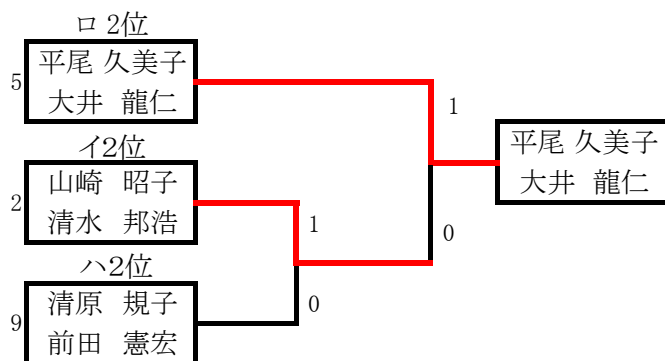 ロ 2位
5
平尾 久美子
大井 龍仁
1
平尾 久美子
大井 龍仁
イ2位
2
山崎 昭子
清水 邦浩
1
0
ハ2位
9
清原 規子
前田 憲宏
0